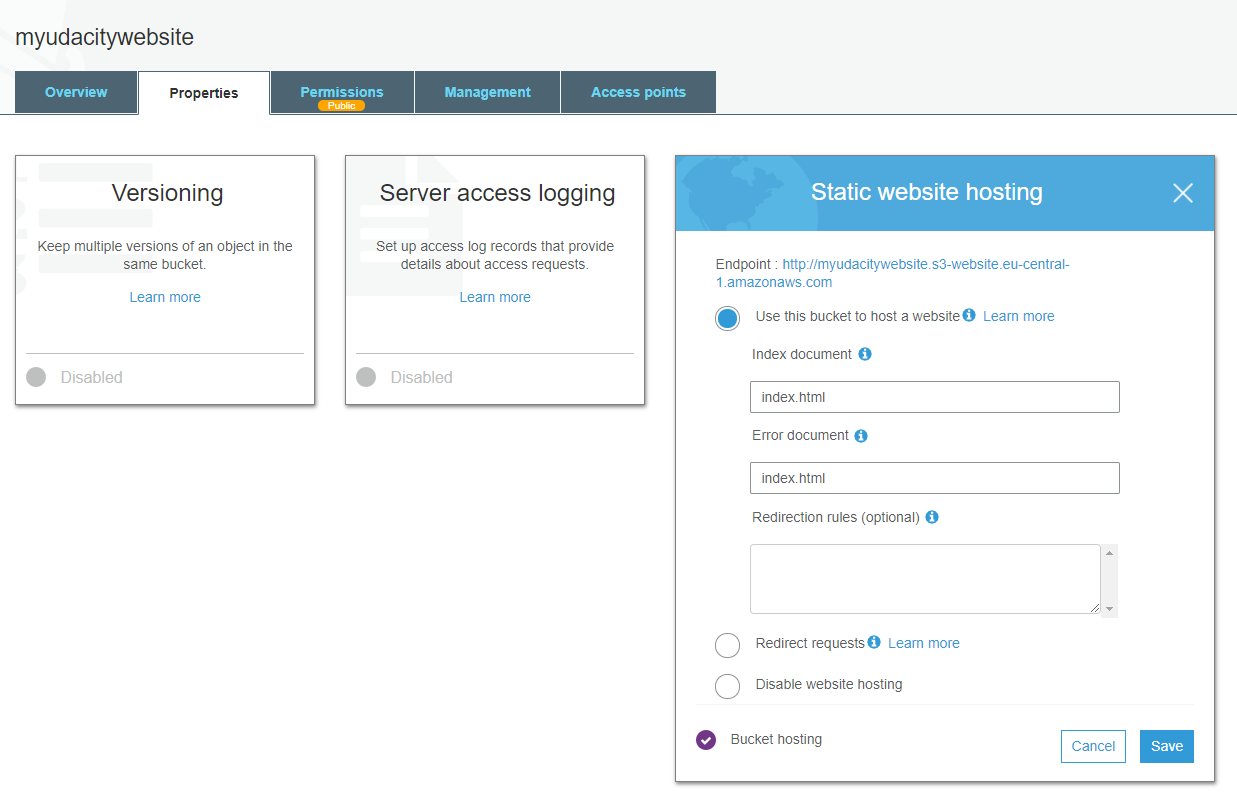 myudacitywebsite
Overview
Properties
Permissions
Public
Management
Access points
Versioning
Keep multiple versions of an object in the
same bucket.
Learn more
Disabled
Server access logging
Set up access log records that provide
details about access requests.
Learn more
Disabled
Static website hosting
Endpoint : http://myudacitywebsite.s3-website.eu-central-
1.amazonaws.com
Use this bucket to host a website Learn more
Index document
index.html
Error document
index.html
Redirection rules (optional)
Redirect requests Learn more
Disable website hosting
Bucket hosting
Cancel
Save